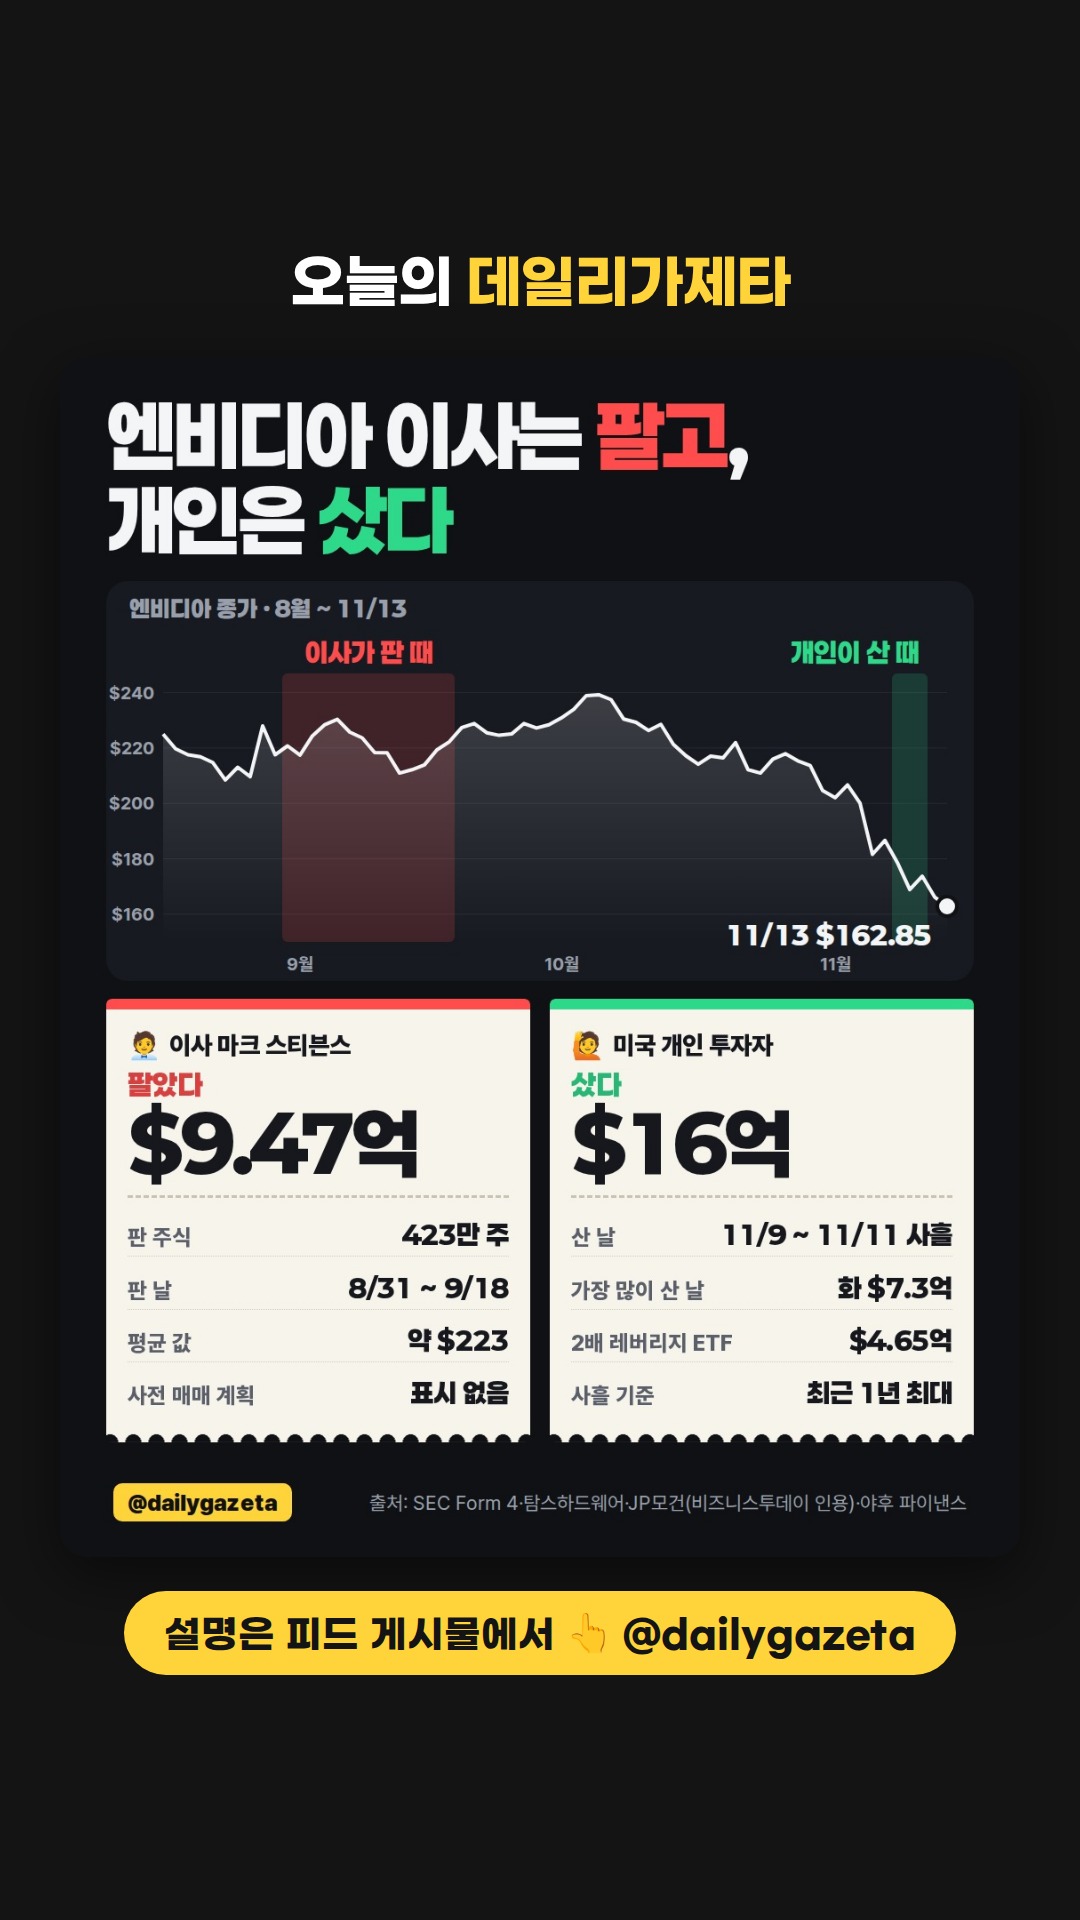 오늘의 데일리가제타
엔비디아 이사는 팔고,
개인은 샀다
엔비디아 종가 · 8월 ~ 11/13
이사가 판 때
개인이 산 때
$240
$220
$200
$180
$160
11/13 $162.85
9월
10월
11월
이사 마크 스티븐스
팔았다
$9.47억
판 주식 423만 주
판 날 8/31 ~ 9/18
평균 값 약 $223
사전 매매 계획 표시 없음
미국 개인 투자자
샀다
$16억
산 날 11/9 ~ 11/11 사흘
가장 많이 산 날 화 $7.3억
2배 레버리지 ETF $4.65억
사흘 기준 최근 1년 최대
@dailygazeta
출처: SEC Form 4·탐스하드웨어·JP모건(비즈니스투데이 인용)·야후 파이낸스
설명은 피드 게시물에서 👆 @dailygazeta